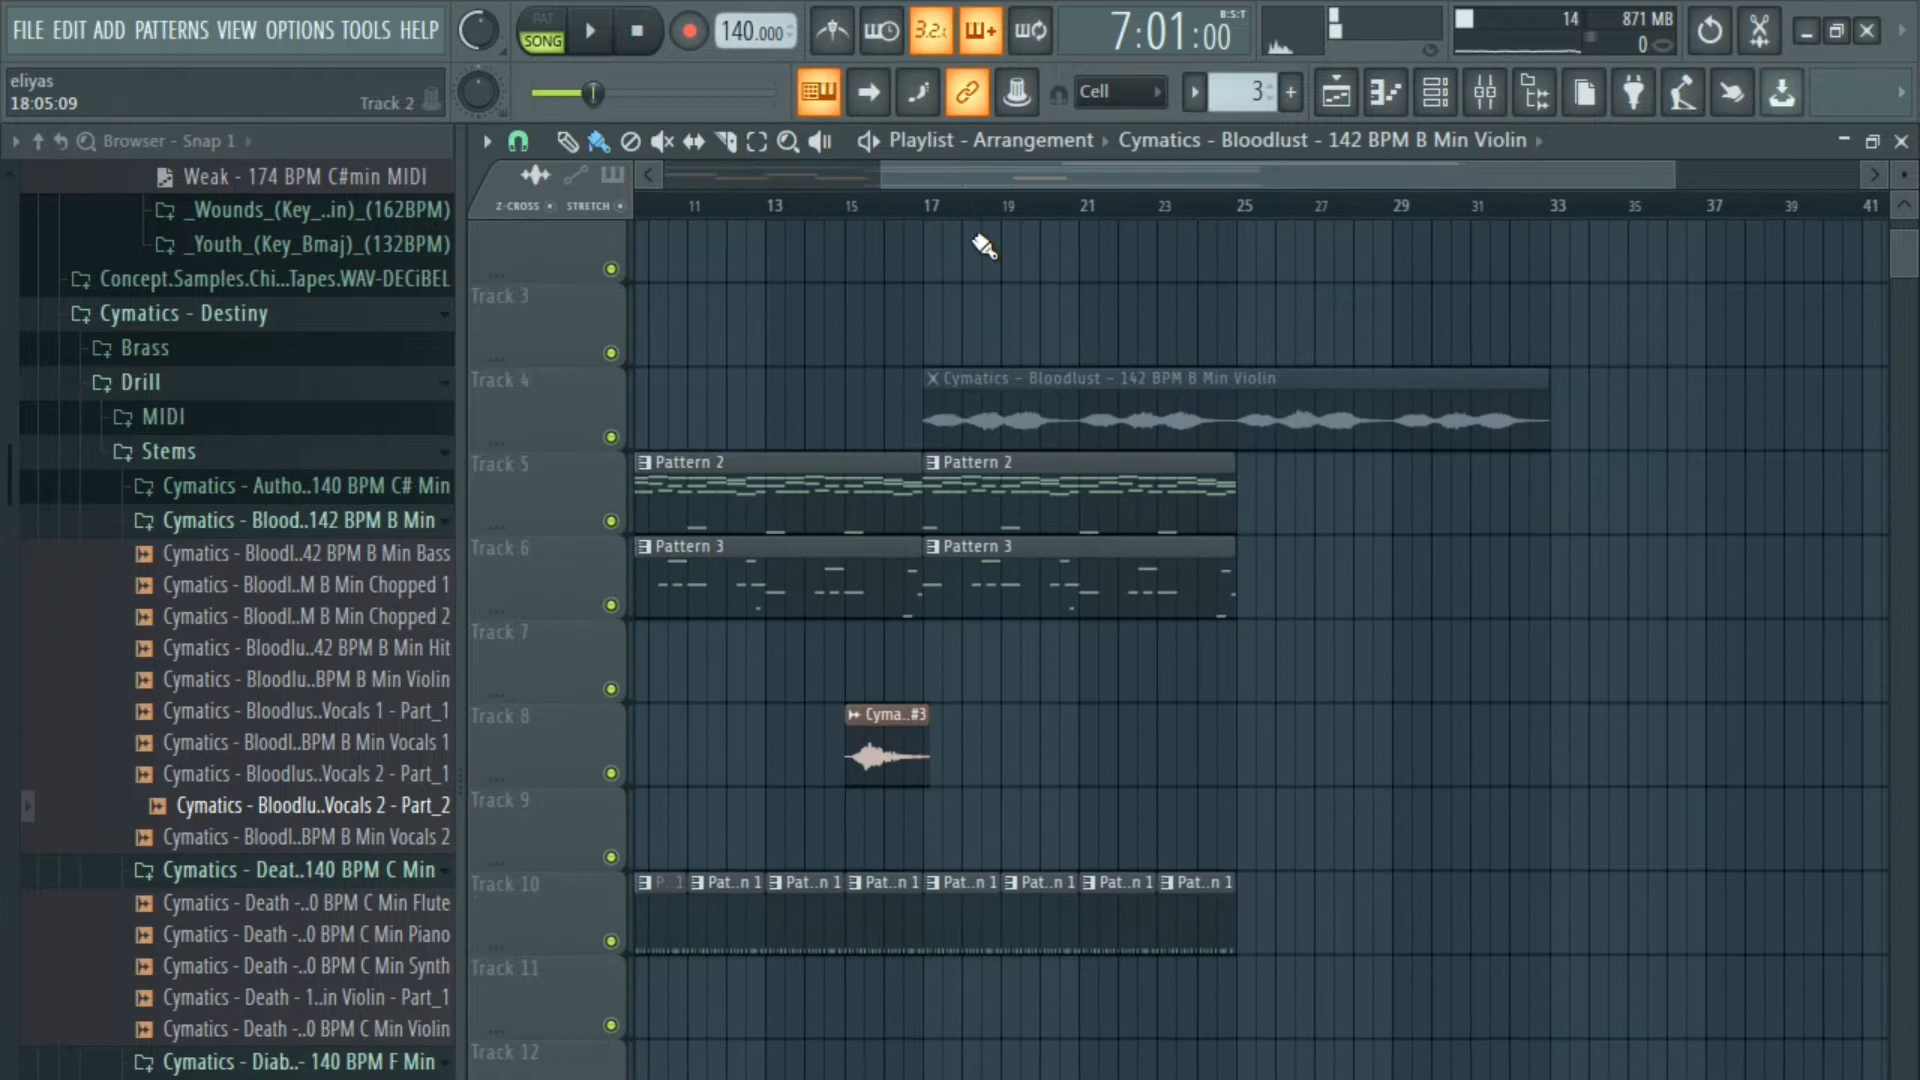 FILE EDIT ADD PATTERNS VIEW OPTIONS TOOLS HELP
PAT
SONG
140.000
3.2.
7:01:00
B:S:T
14
871 MB
0
eliyas
18:05:09
Track 2
Cell
3
Browser - Snap 1
Playlist - Arrangement
Cymatics - Bloodlust - 142 BPM B Min Violin
Z-CROSS
STRETCH
11 13 15 17 19 21 23 25 27 29 31 33 35 37 39 41
Weak - 174 BPM C#min MIDI
_Wounds_(Key_..in)_(162BPM)
_Youth_(Key_Bmaj)_(132BPM)
Concept.Samples.Chi...Tapes.WAV-DECiBEL
Cymatics - Destiny
Brass
Drill
MIDI
Stems
Cymatics - Autho..140 BPM C# Min
Cymatics - Blood..142 BPM B Min
Cymatics - Bloodl..42 BPM B Min Bass
Cymatics - Bloodl..M B Min Chopped 1
Cymatics - Bloodl..M B Min Chopped 2
Cymatics - Bloodlu..42 BPM B Min Hit
Cymatics - Bloodlu..BPM B Min Violin
Cymatics - Bloodlus..Vocals 1 - Part_1
Cymatics - Bloodl..BPM B Min Vocals 1
Cymatics - Bloodlus..Vocals 2 - Part_1
Cymatics - Bloodlu..Vocals 2 - Part_2
Cymatics - Bloodl..BPM B Min Vocals 2
Cymatics - Deat..140 BPM C Min
Cymatics - Death -..0 BPM C Min Flute
Cymatics - Death -..0 BPM C Min Piano
Cymatics - Death -..0 BPM C Min Synth
Cymatics - Death - 1..in Violin - Part_1
Cymatics - Death -..0 BPM C Min Violin
Cymatics - Diab..- 140 BPM F Min
Track 3
Track 4
Cymatics - Bloodlust - 142 BPM B Min Violin
Track 5
Pattern 2
Pattern 2
Track 6
Pattern 3
Pattern 3
Track 7
Track 8
Cyma..#3
Track 9
Track 10
P. 1
Pat..n 1
Pat..n 1
Pat..n 1
Pat..n 1
Pat..n 1
Pat..n 1
Pat..n 1
Track 11
Track 12